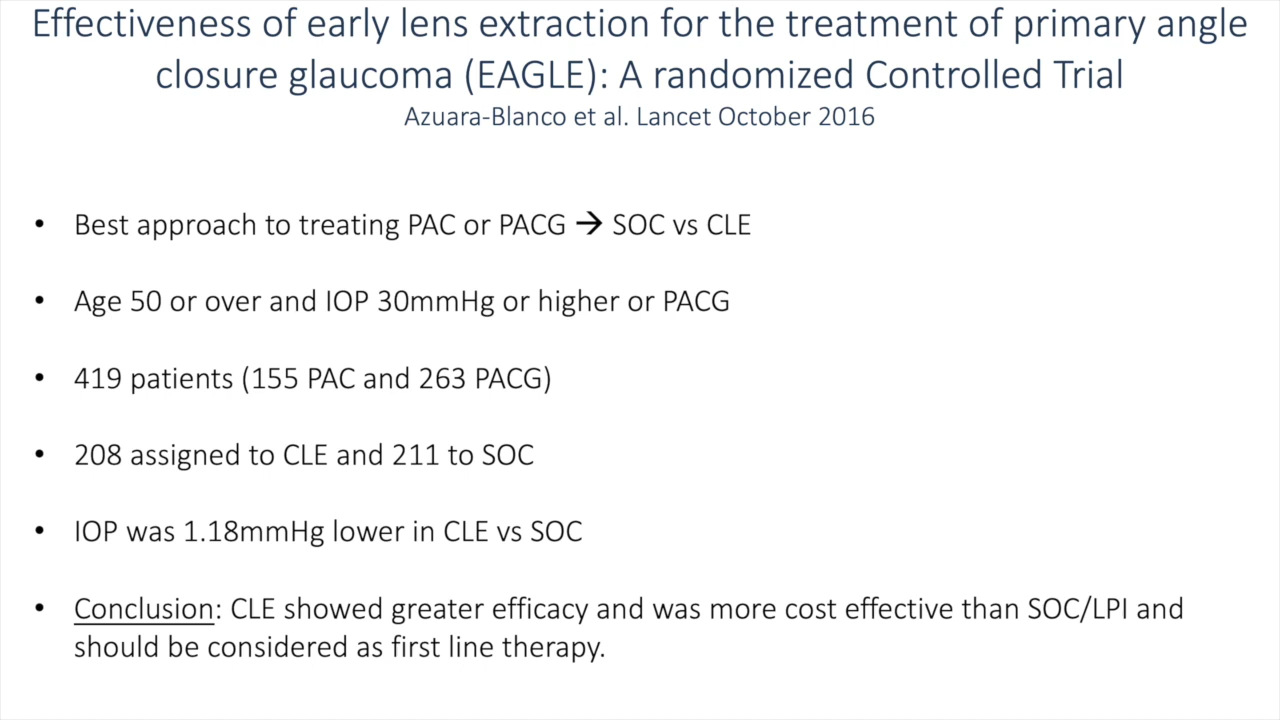 Effectiveness of early lens extraction for the treatment of primary angle
closure glaucoma (EAGLE): A randomized Controlled Trial
Azuara-Blanco et al. Lancet October 2016
• Best approach to treating PAC or PACG → SOC vs CLE
• Age 50 or over and IOP 30mmHg or higher or PACG
• 419 patients (155 PAC and 263 PACG)
• 208 assigned to CLE and 211 to SOC
• IOP was 1.18mmHg lower in CLE vs SOC
• Conclusion: CLE showed greater efficacy and was more cost effective than SOC/LPI and
should be considered as first line therapy.